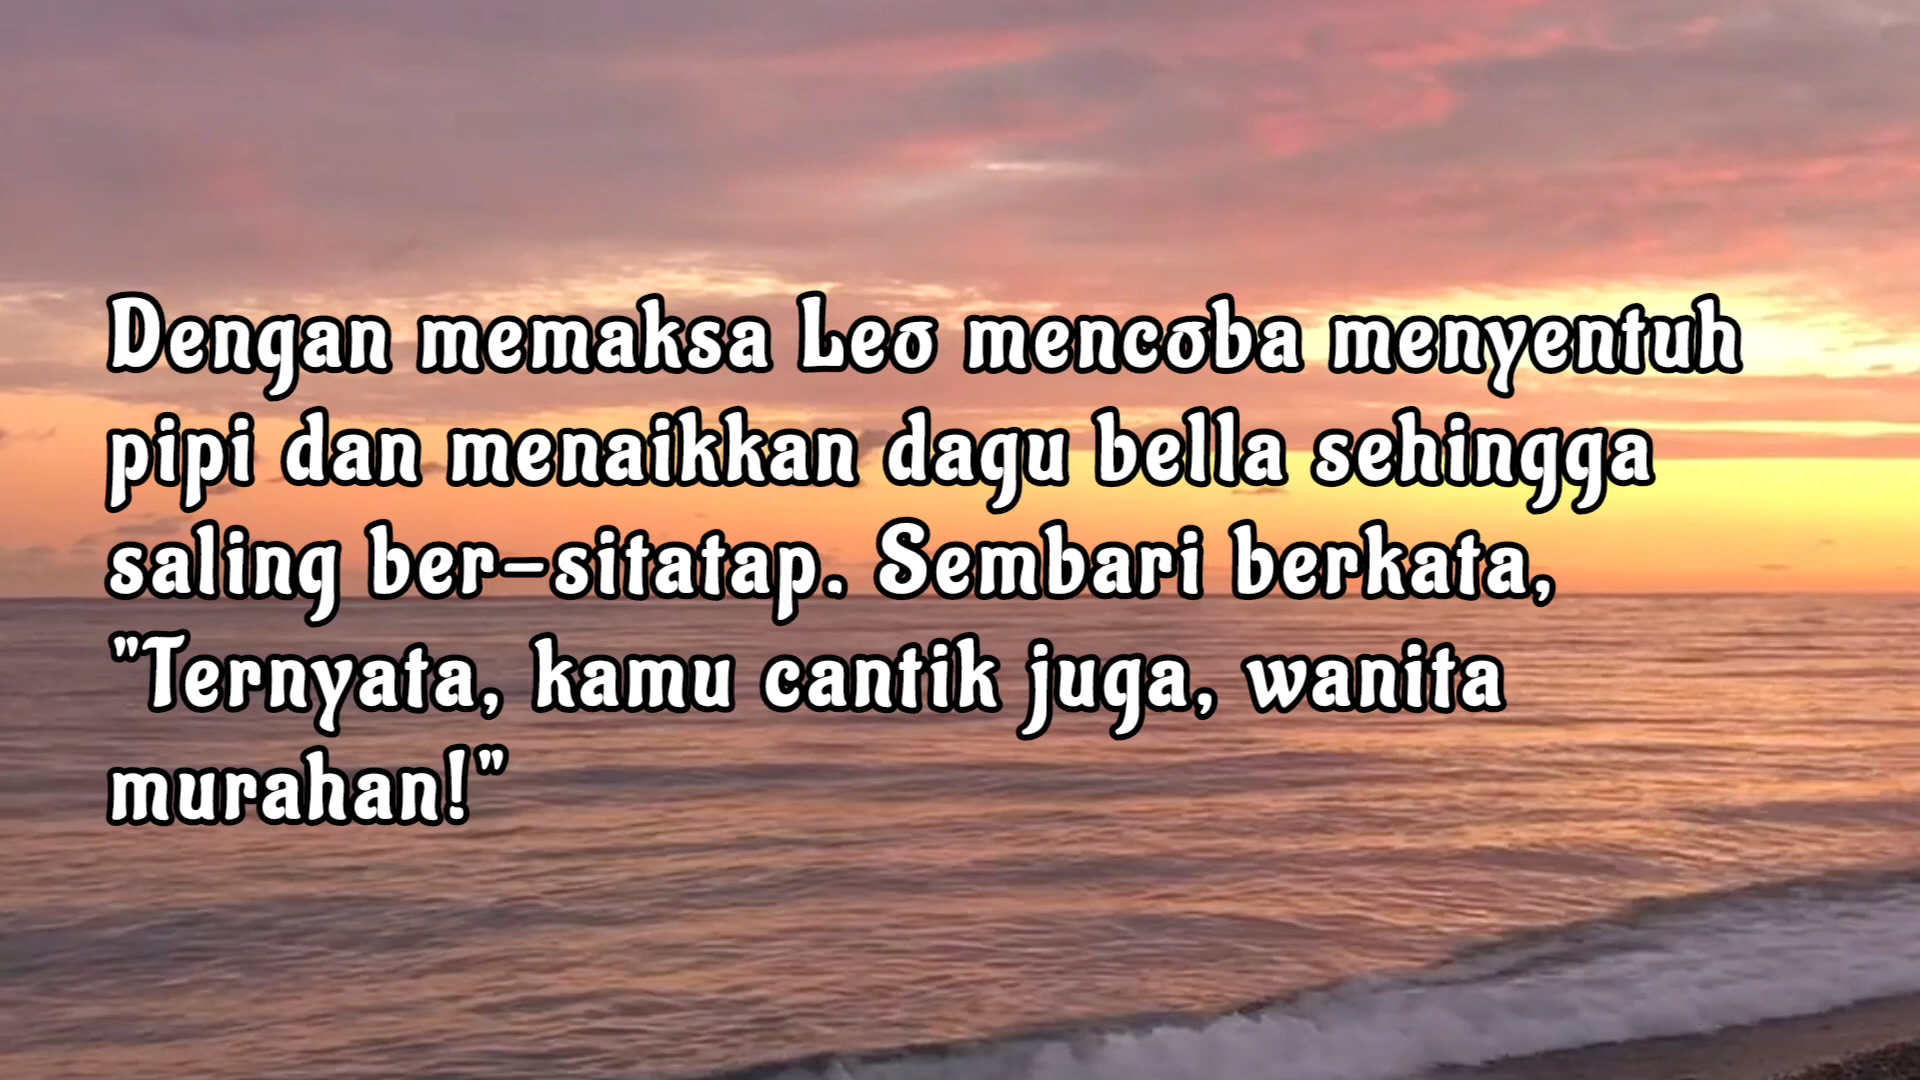 Dengan memaksa Leo mencoba menyentuh
pipi dan menaikkan dagu bella sehingga
saling ber-sitatap. Sembari berkata,
"Ternyata, kamu cantik juga, wanita
murahan!"